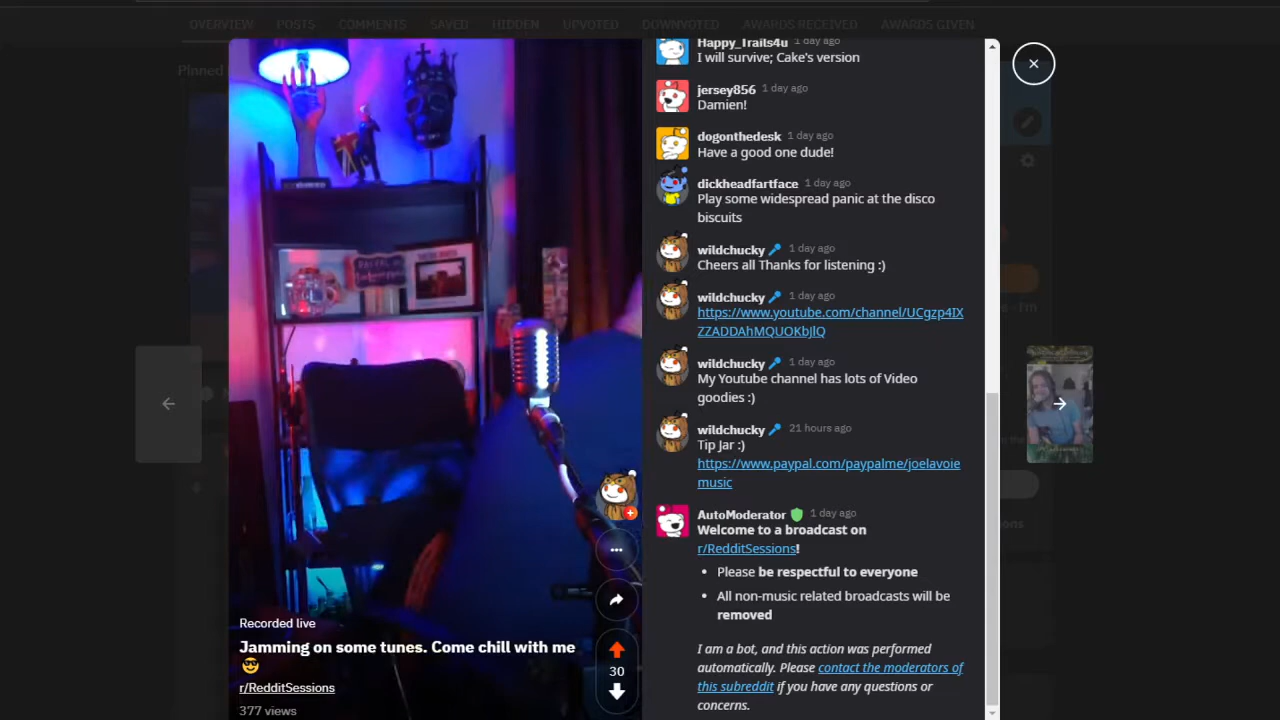 OVERVIEW POSTS COMMENTS SAVED HIDDEN UPVOTED DOWNVOTED AWARDS RECEIVED AWARDS GIVEN
Pinned
Happy_Trails4u 1 day ago
I will survive; Cake's version
jersey856 1 day ago
Damien!
dogonthedesk 1 day ago
Have a good one dude!
dickheadfartface 1 day ago
Play some widespread panic at the disco
biscuits
wildchucky 1 day ago
Cheers all Thanks for listening :)
wildchucky 1 day ago
https://www.youtube.com/channel/UCgzp4IX
ZZADDAhMQUOKbJlQ
wildchucky 1 day ago
My Youtube channel has lots of Video
goodies :)
wildchucky 21 hours ago
Tip Jar :)
https://www.paypal.com/paypalme/joelavoie
music
AutoModerator 1 day ago
Welcome to a broadcast on
r/RedditSessions!
• Please be respectful to everyone
• All non-music related broadcasts will be
removed
I am a bot, and this action was performed
automatically. Please contact the moderators of
this subreddit if you have any questions or
concerns.
Recorded live
Jamming on some tunes. Come chill with me 😎
r/RedditSessions
377 views
30